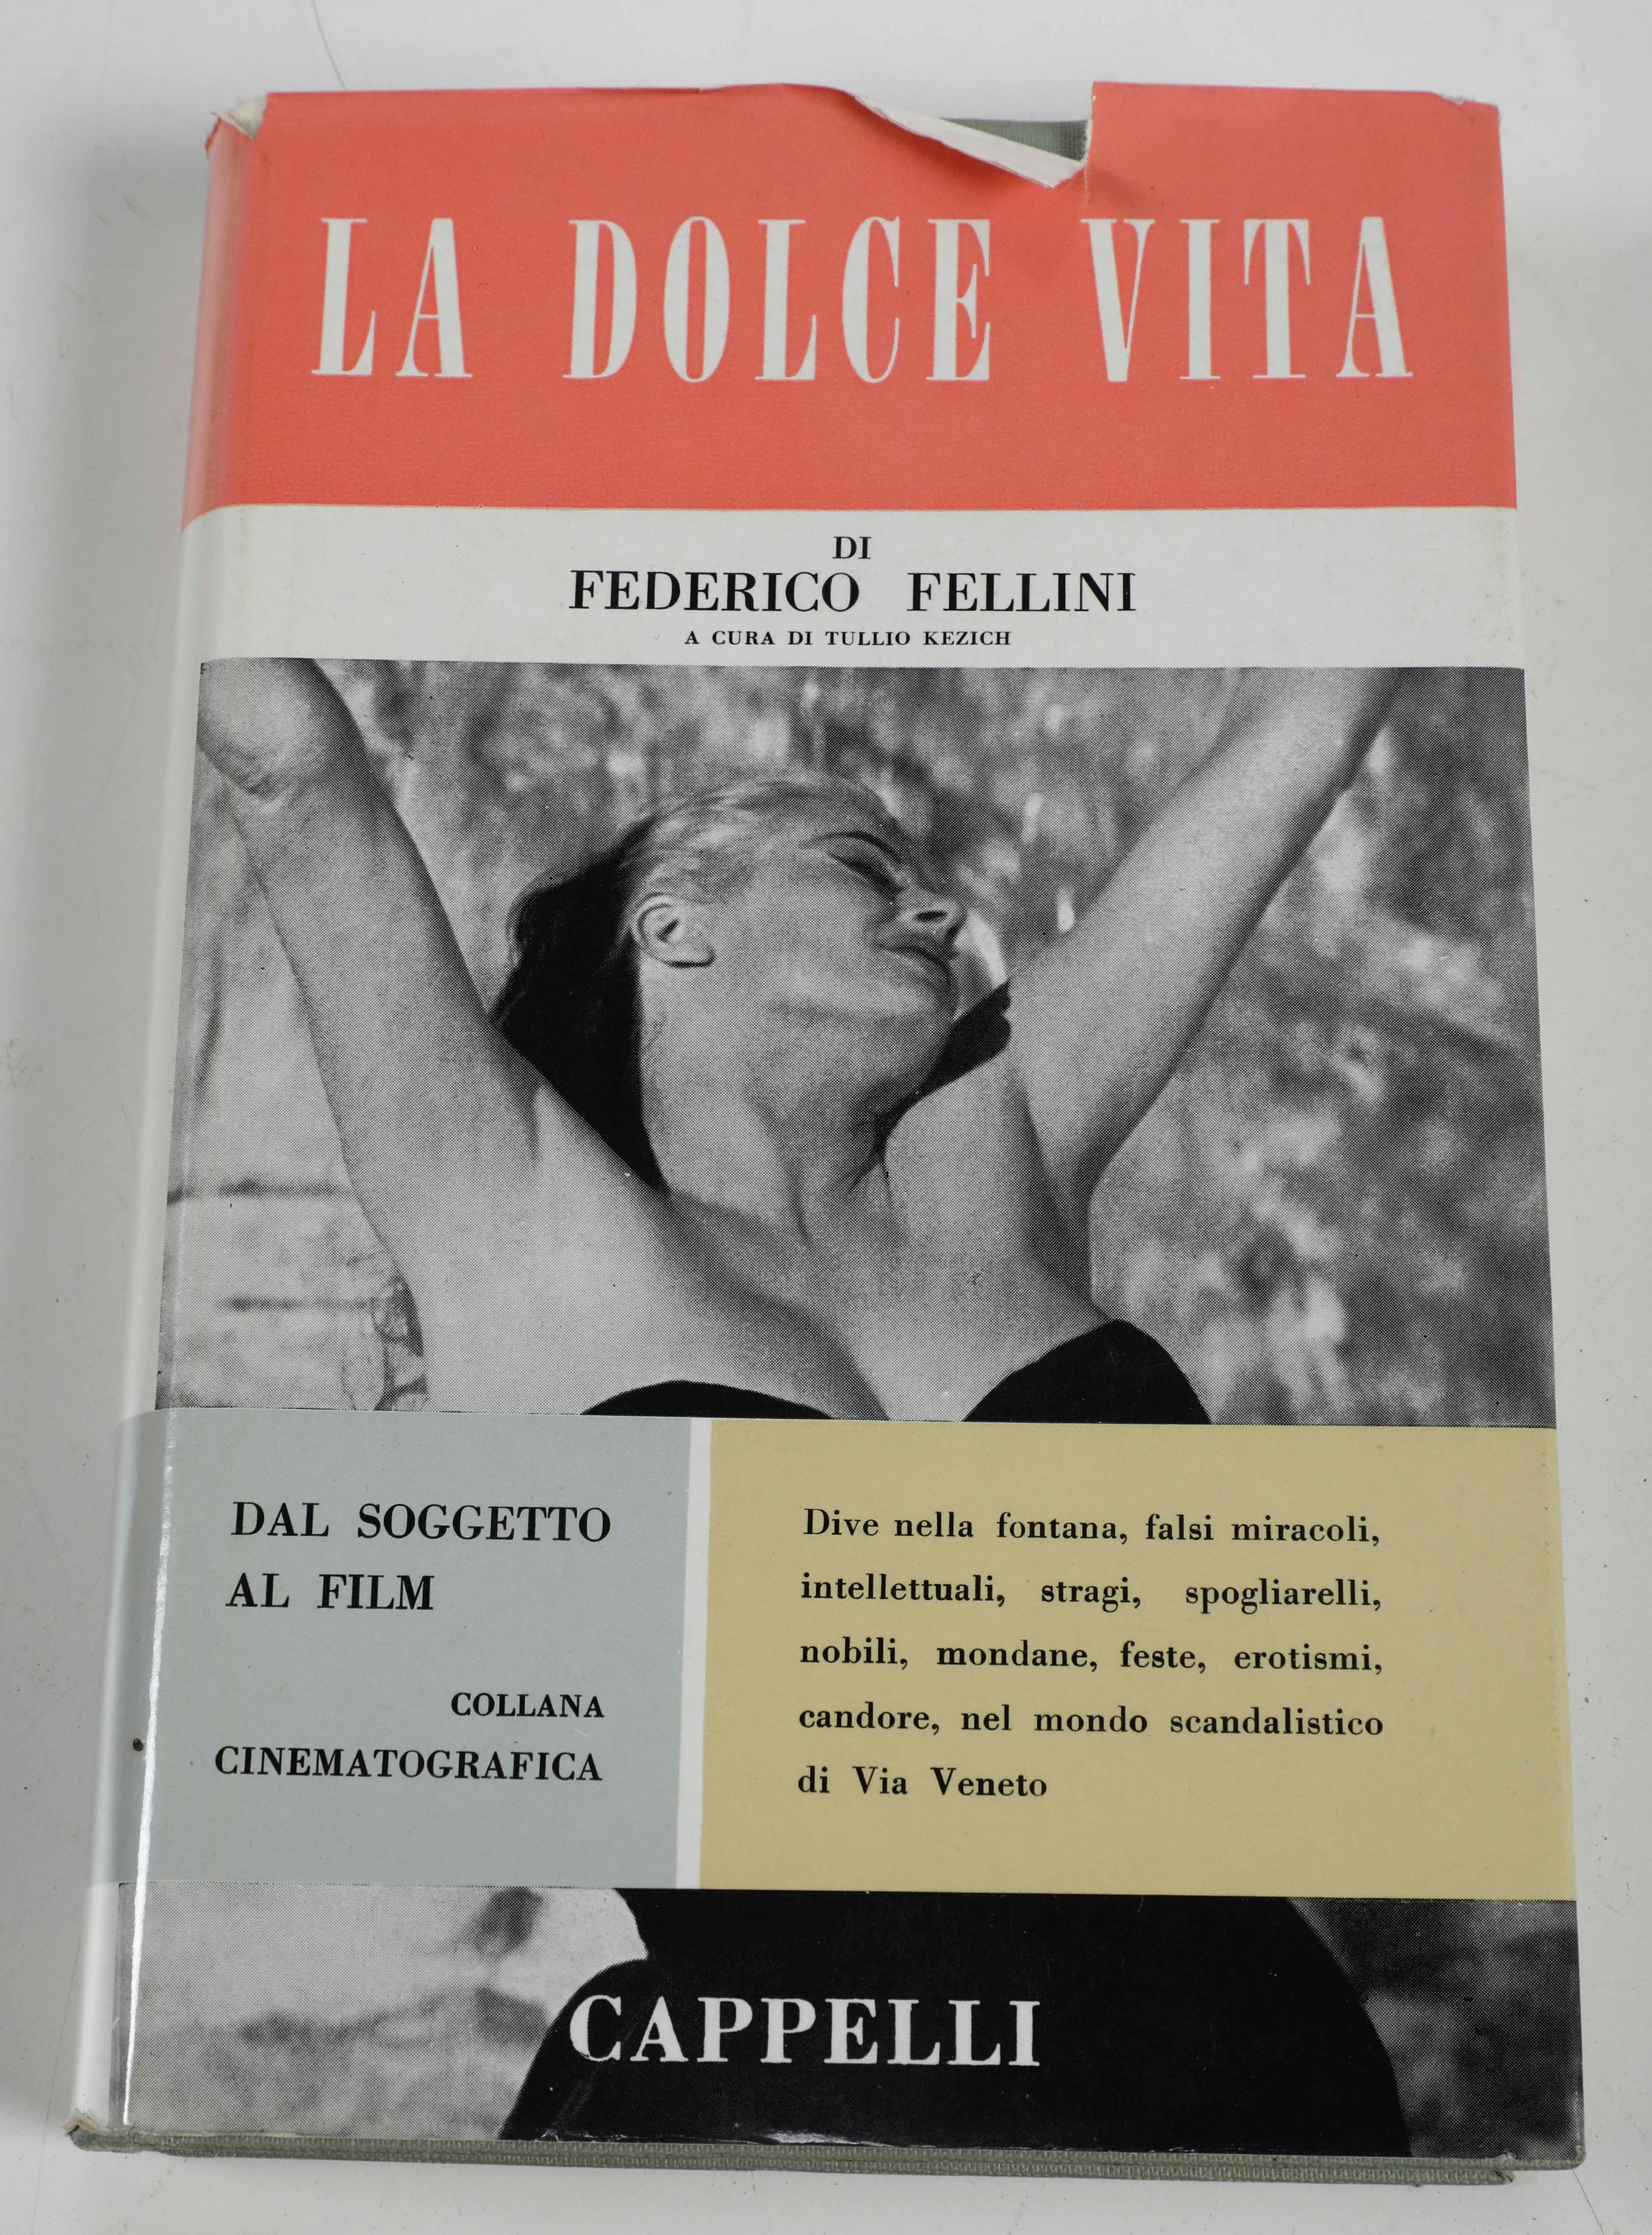 LA DOLCE VITA
DI
FEDERICO FELLINI
A CURA DI TULLIO KEZICH
DAL SOGGETTO
AL FILM
COLLANA
CINEMATOGRAFICA
Dive nella fontana, falsi miracoli,
intellettuali, stragi, spogliarelli,
nobili, mondane, feste, erotismi,
candore, nel mondo scandalistico
di Via Veneto
CAPPELLI